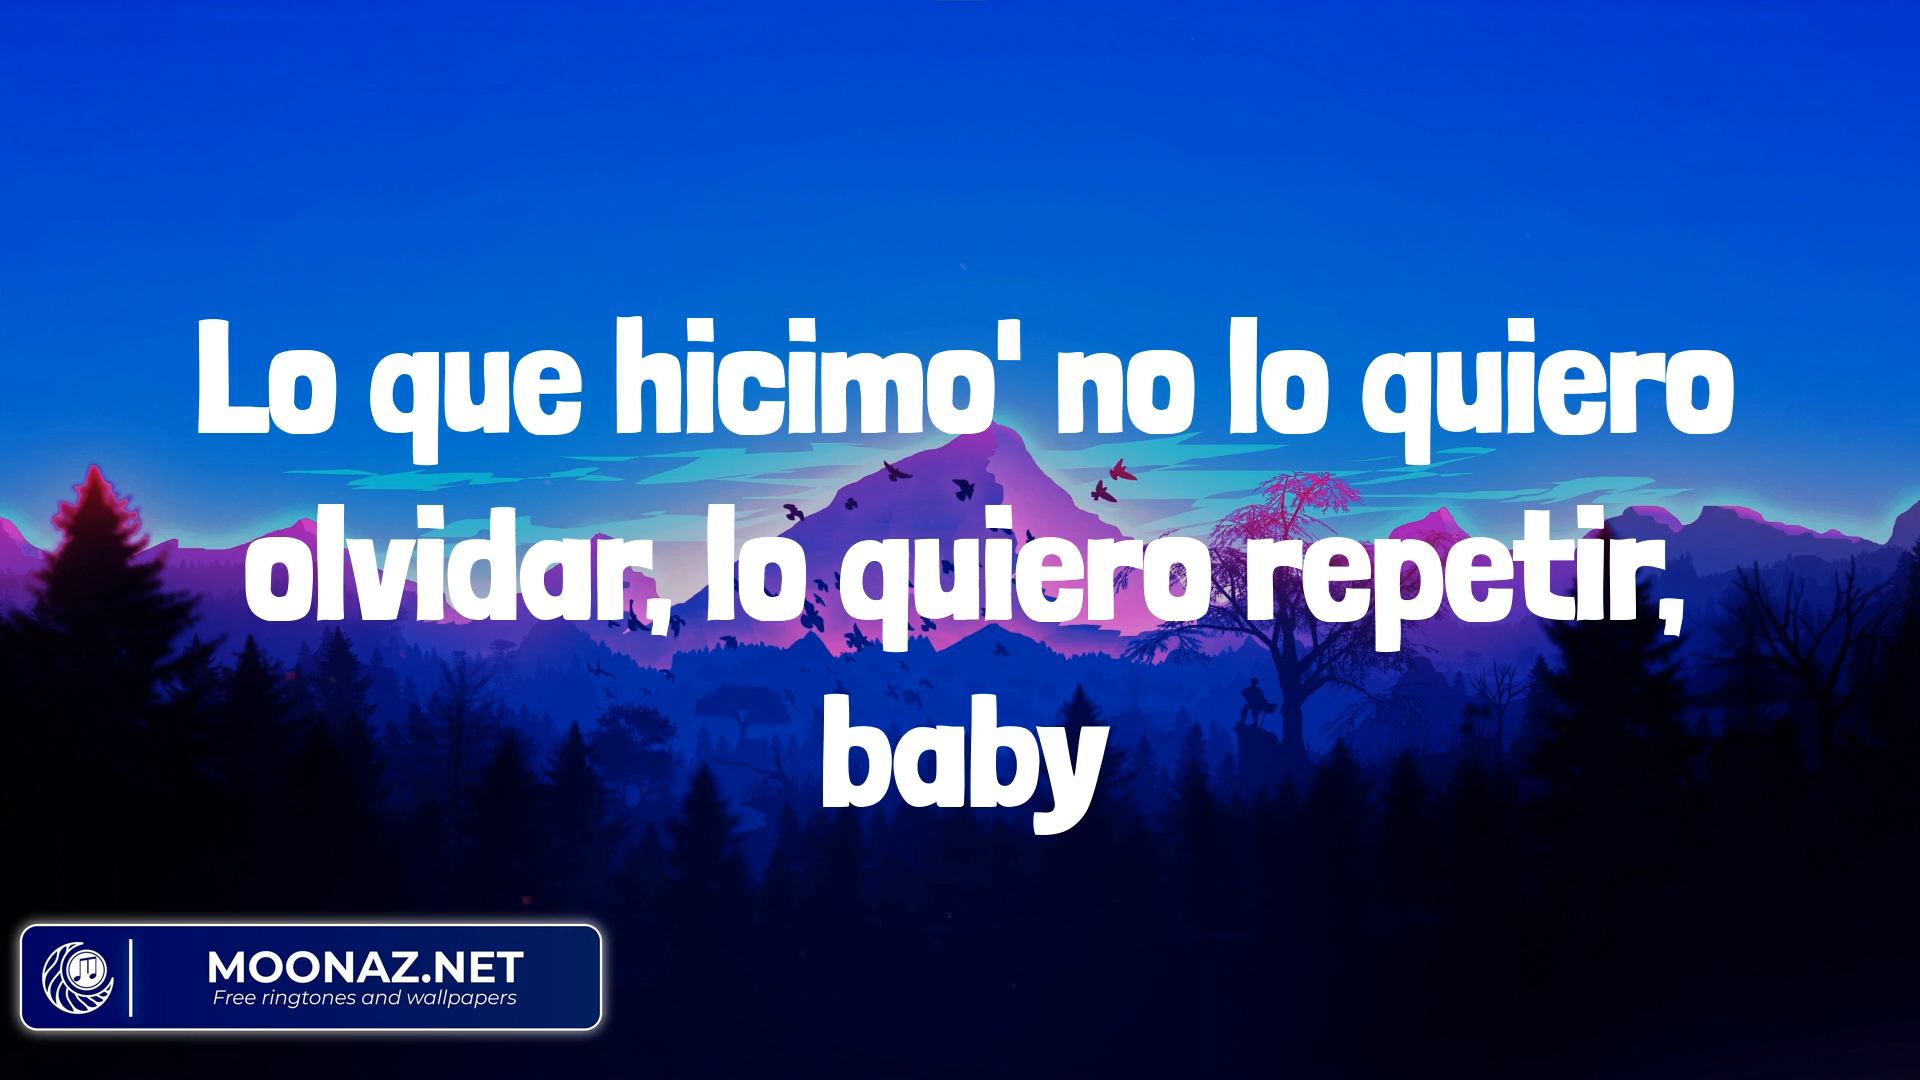 Lo que hicimo' no lo quiero
olvidar, lo quiero repetir,
baby
MOONAZ.NET
Free ringtones and wallpapers